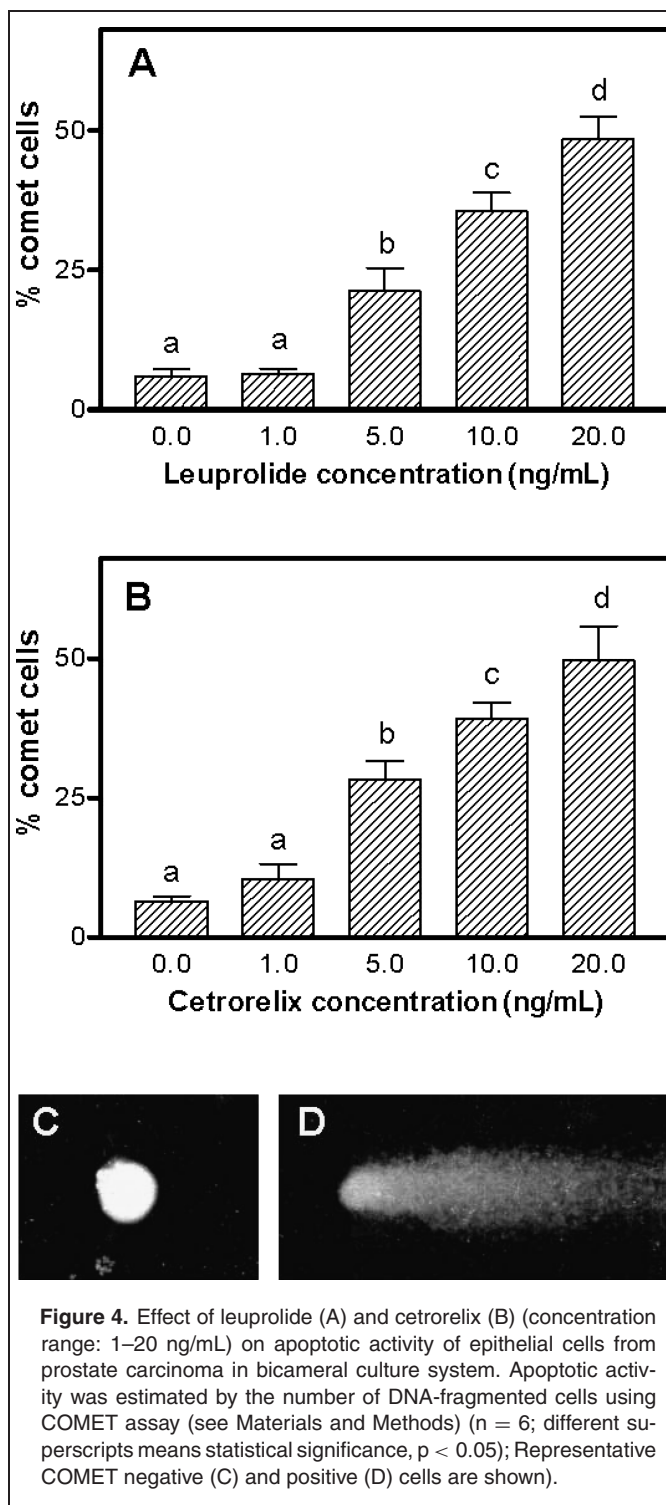 A
% comet cells
50
25
0
a
a
b
c
d
0.0 1.0 5.0 10.0 20.0
Leuprolide concentration (ng/mL)
B
% comet cells
50
25
0
a
a
b
c
d
0.0 1.0 5.0 10.0 20.0
Cetrorelix concentration (ng/mL)
C
D
Figure 4. Effect of leuprolide (A) and cetrorelix (B) (concentration
range: 1–20 ng/mL) on apoptotic activity of epithelial cells from
prostate carcinoma in bicameral culture system. Apoptotic activ-
ity was estimated by the number of DNA-fragmented cells using
COMET assay (see Materials and Methods) (n = 6; different su-
perscripts means statistical significance, p < 0.05); Representative
COMET negative (C) and positive (D) cells are shown).